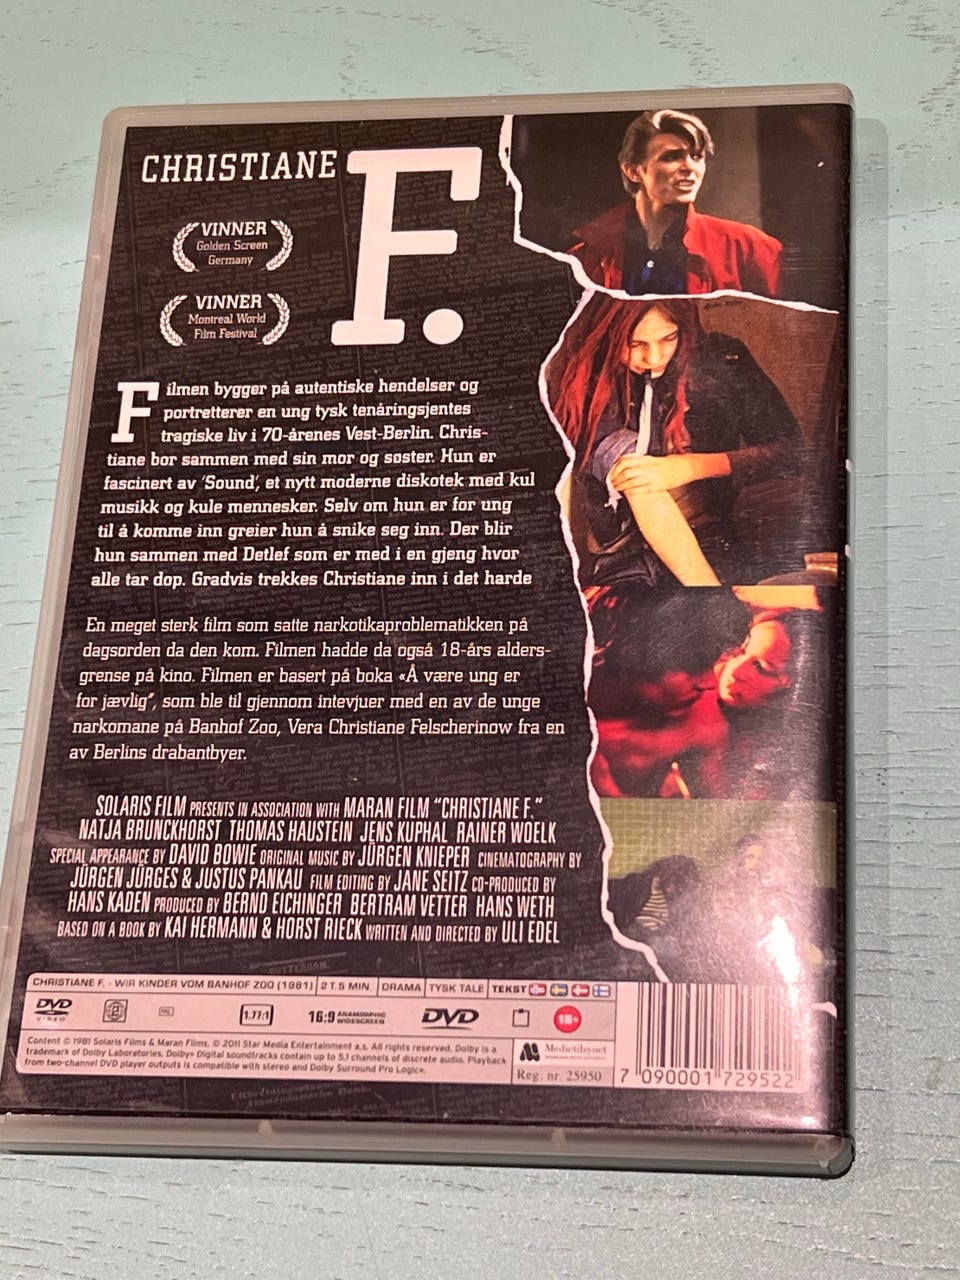 CHRISTIANE F.
VINNER
Golden Screen
Germany
VINNER
Montreal World
Film Festival
Filmen bygger på autentiske hendelser og
portretterer en ung tysk tenåringsjentes
tragiske liv i 70-årenes Vest-Berlin. Chris-
tiane bor sammen med sin mor og søster. Hun er
fascinert av 'Sound', et nytt moderne diskotek med kul
musikk og kule mennesker. Selv om hun er for ung
til å komme inn greier hun å snike seg inn. Der blir
hun sammen med Detlef som er med i en gjeng hvor
alle tar dop. Gradvis trekkes Christiane inn i det harde
En meget sterk film som satte narkotikaproblematikken på
dagsorden da den kom. Filmen hadde da også 18-års alders-
grense på kino. Filmen er basert på boka «Å være ung er
for jævlig", som ble til gjennom intevjuer med en av de unge
narkomane på Banhof Zoo, Vera Christiane Felscherinow fra en
av Berlins drabantbyer.
SOLARIS FILM PRESENTS IN ASSOCIATION WITH MARAN FILM "CHRISTIANE F."
NATJA BRUNCKHORST THOMAS HAUSTEIN JENS KUPHAL RAINER WOELK
SPECIAL APPEARANCE BY DAVID BOWIE ORIGINAL MUSIC BY JÜRGEN KNIEPER CINEMATOGRAPHY BY
JÜRGEN JÜRGES & JUSTUS PANKAU FILM EDITING BY JANE SEITZ CO-PRODUCED BY
HANS KADEN PRODUCED BY BERND EICHINGER BERTRAM VETTER HANS WETH
BASED ON A BOOK BY KAI HERMANN & HORST RIECK WRITTEN AND DIRECTED BY ULI EDEL
CHRISTIANE F. - WIR KINDER VOM BANHOF ZOO (1981) 2 T. 5 MIN. DRAMA TYSK TALE TEKST
DVD VIDEO 2 PAL 1.77:1 16:9 ANAMORPHIC WIDESCREEN DVD 15+
Content © 1981 Solaris Films & Maran Films. © 2011 Star Media Entertainment a.s. All rights reserved. Dolby is a
trademark of Dolby Laboratories. Dolby® Digital soundtracks contain up to 5.1 channels of discrete audio. Playback
from two-channel DVD player outputs is compatible with stereo and Dolby Surround Pro Logic®.
Medietilsynet
Reg. nr. 25950
7 090001 729522